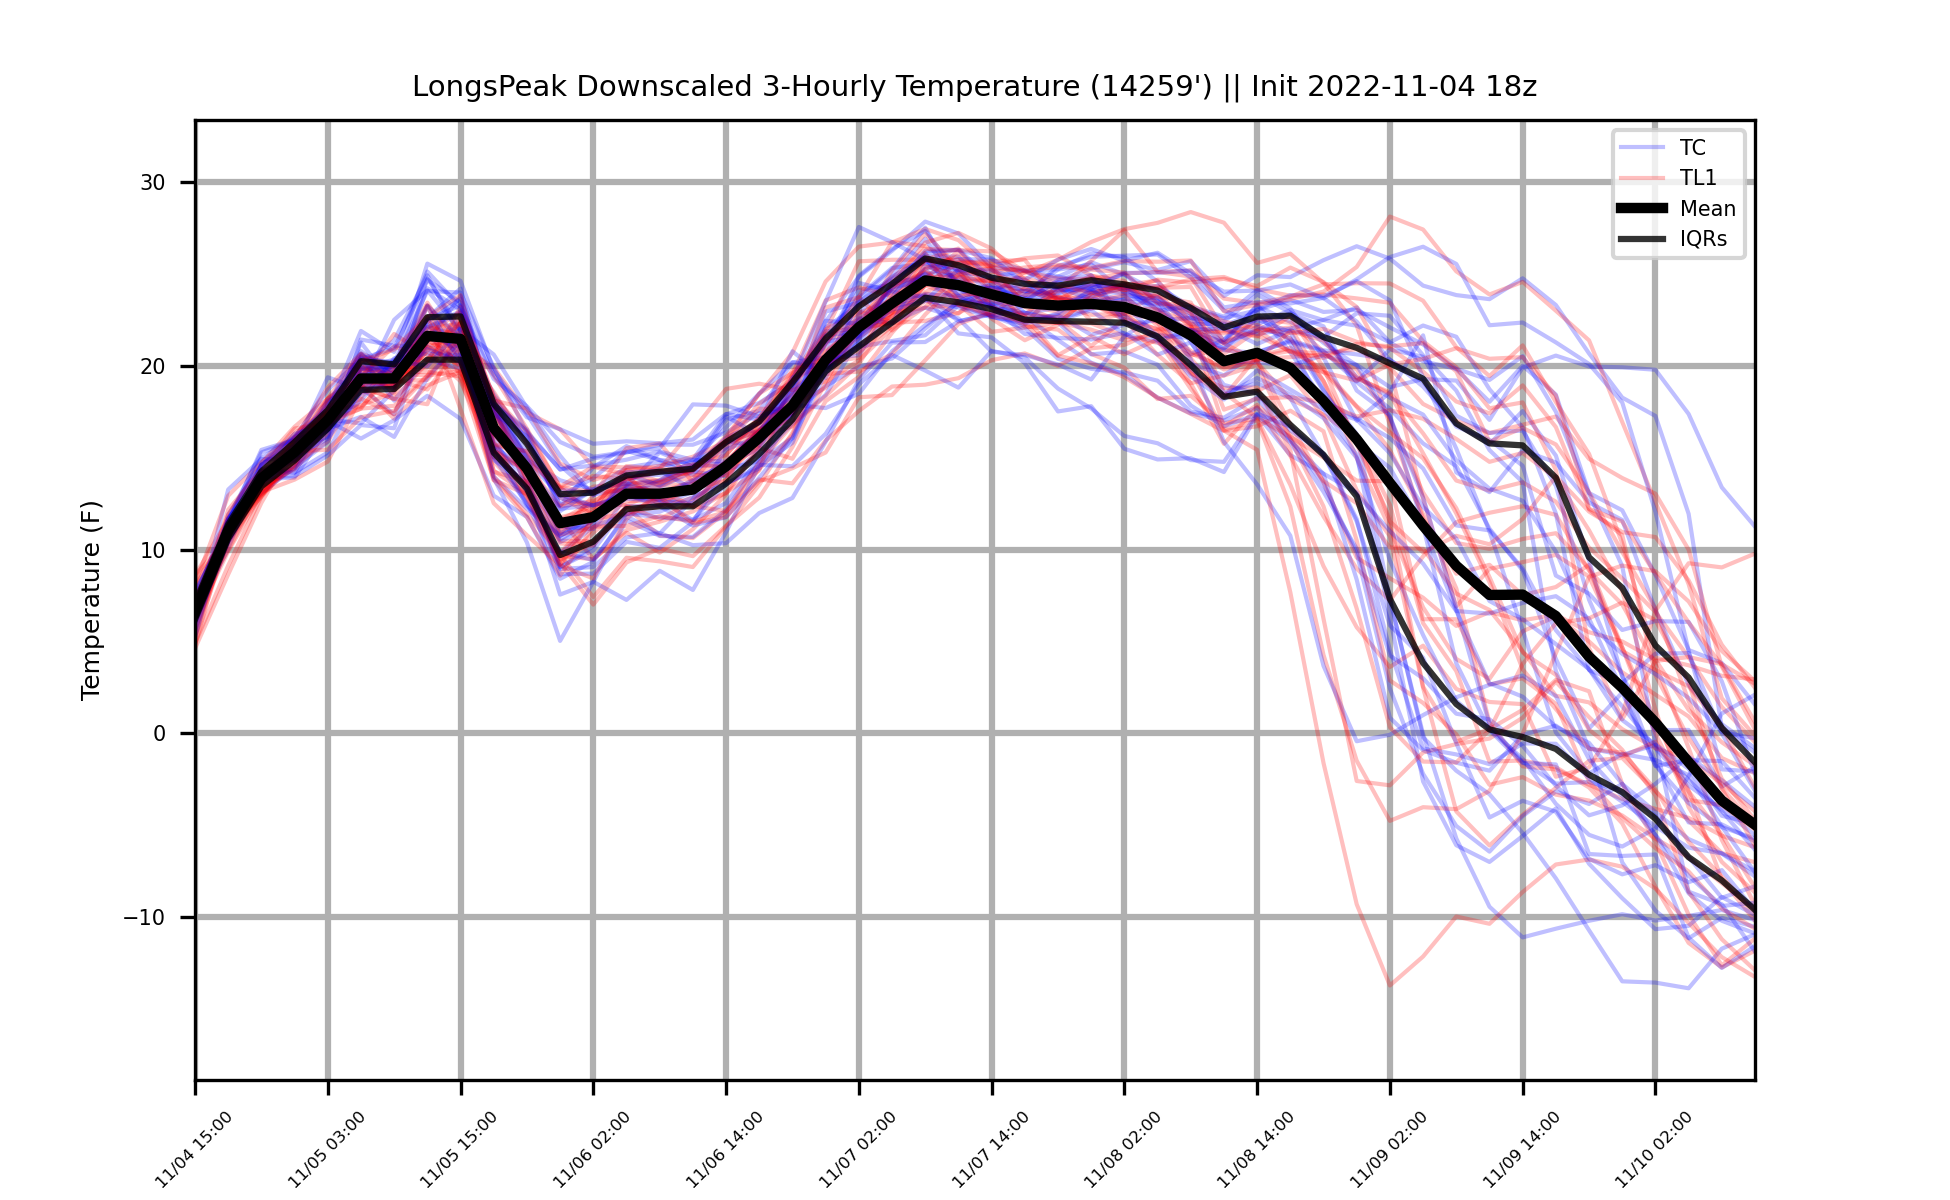 LongsPeak Downscaled 3-Hourly Temperature (14259') || Init 2022-11-04 18z
TC
TL1
Mean
IQRs
Temperature (F)
30
20
10
0
−10
11/04 15:00
11/05 03:00
11/05 15:00
11/06 02:00
11/06 14:00
11/07 02:00
11/07 14:00
11/08 02:00
11/08 14:00
11/09 02:00
11/09 14:00
11/10 02:00